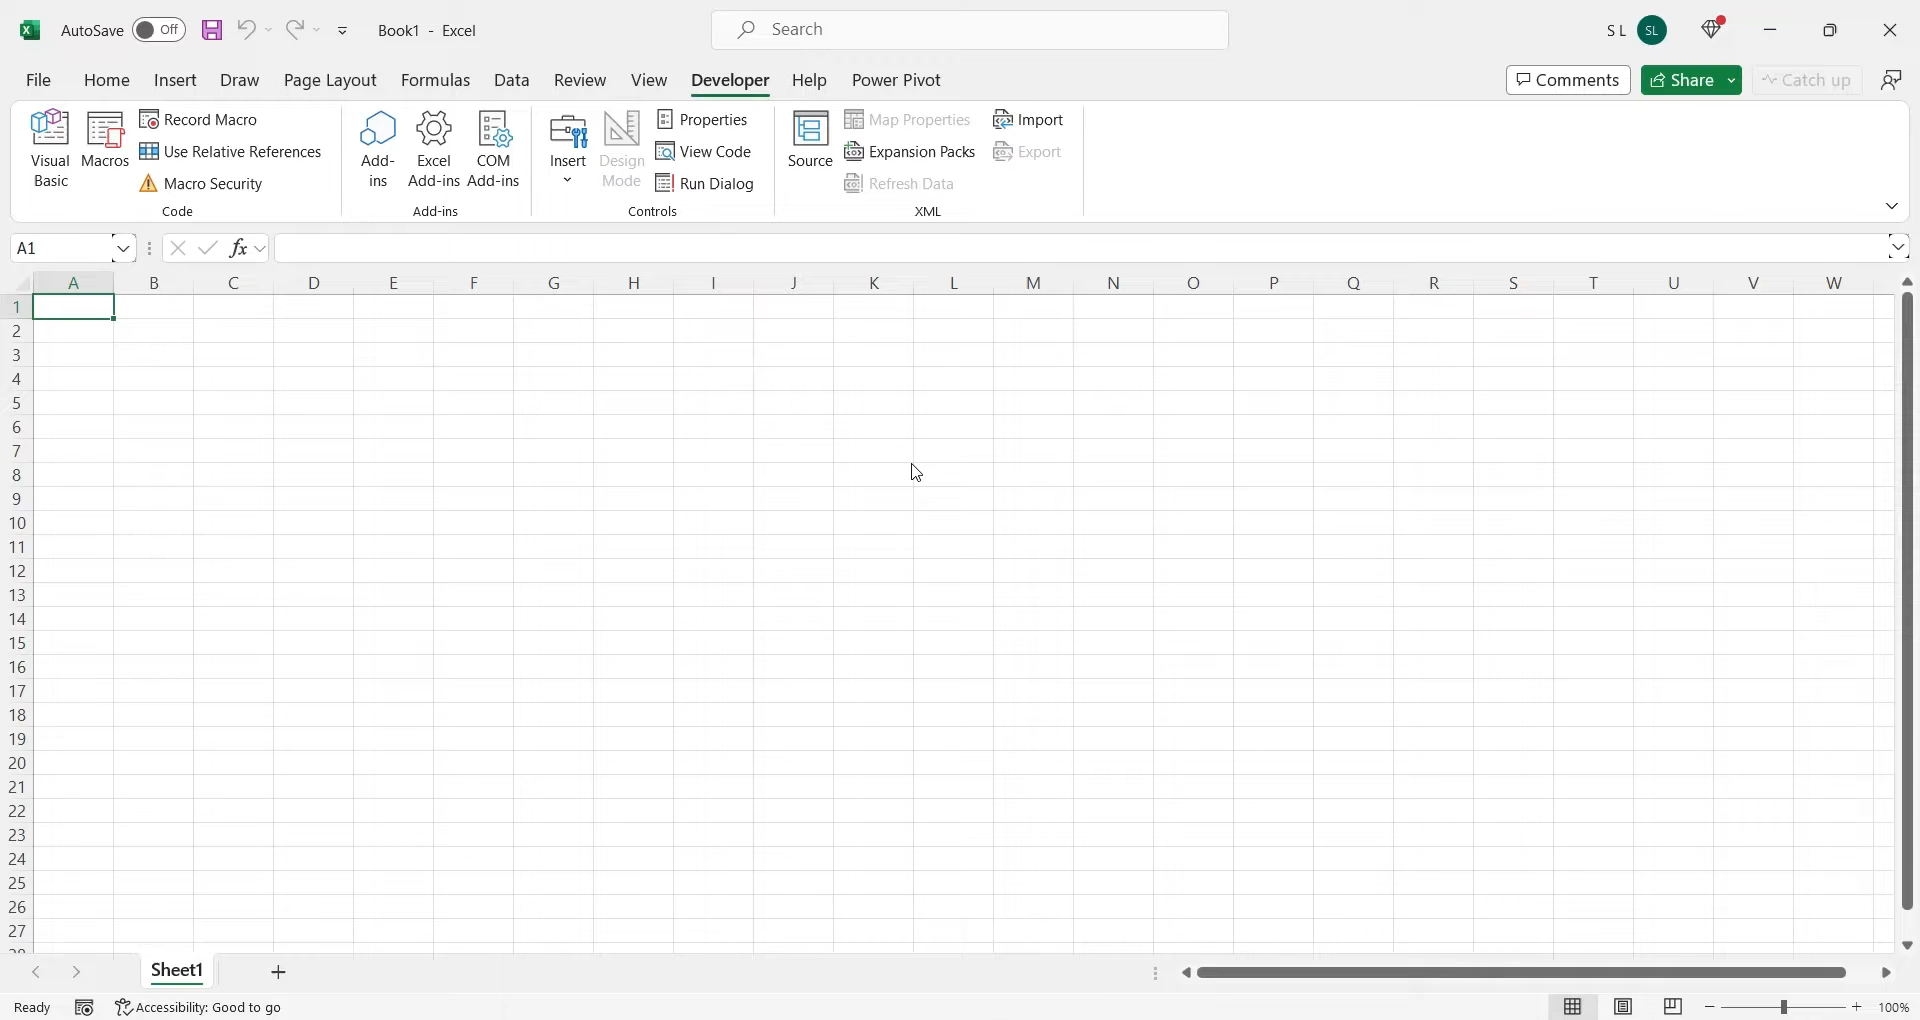 AutoSave Off Book1 - Excel Search S L SL
File Home Insert Draw Page Layout Formulas Data Review View Developer Help Power Pivot Comments Share Catch up
Visual Basic
Macros
Record Macro
Use Relative References
Macro Security
Code
Add-ins
Excel Add-ins
COM Add-ins
Add-ins
Insert
Design Mode
Properties
View Code
Run Dialog
Controls
Source
Map Properties
Expansion Packs
Refresh Data
Import
Export
XML
A1 fx
A B C D E F G H I J K L M N O P Q R S T U V W
1
2
3
4
5
6
7
8
9
10
11
12
13
14
15
16
17
18
19
20
21
22
23
24
25
26
27
Sheet1
Ready Accessibility: Good to go 100%